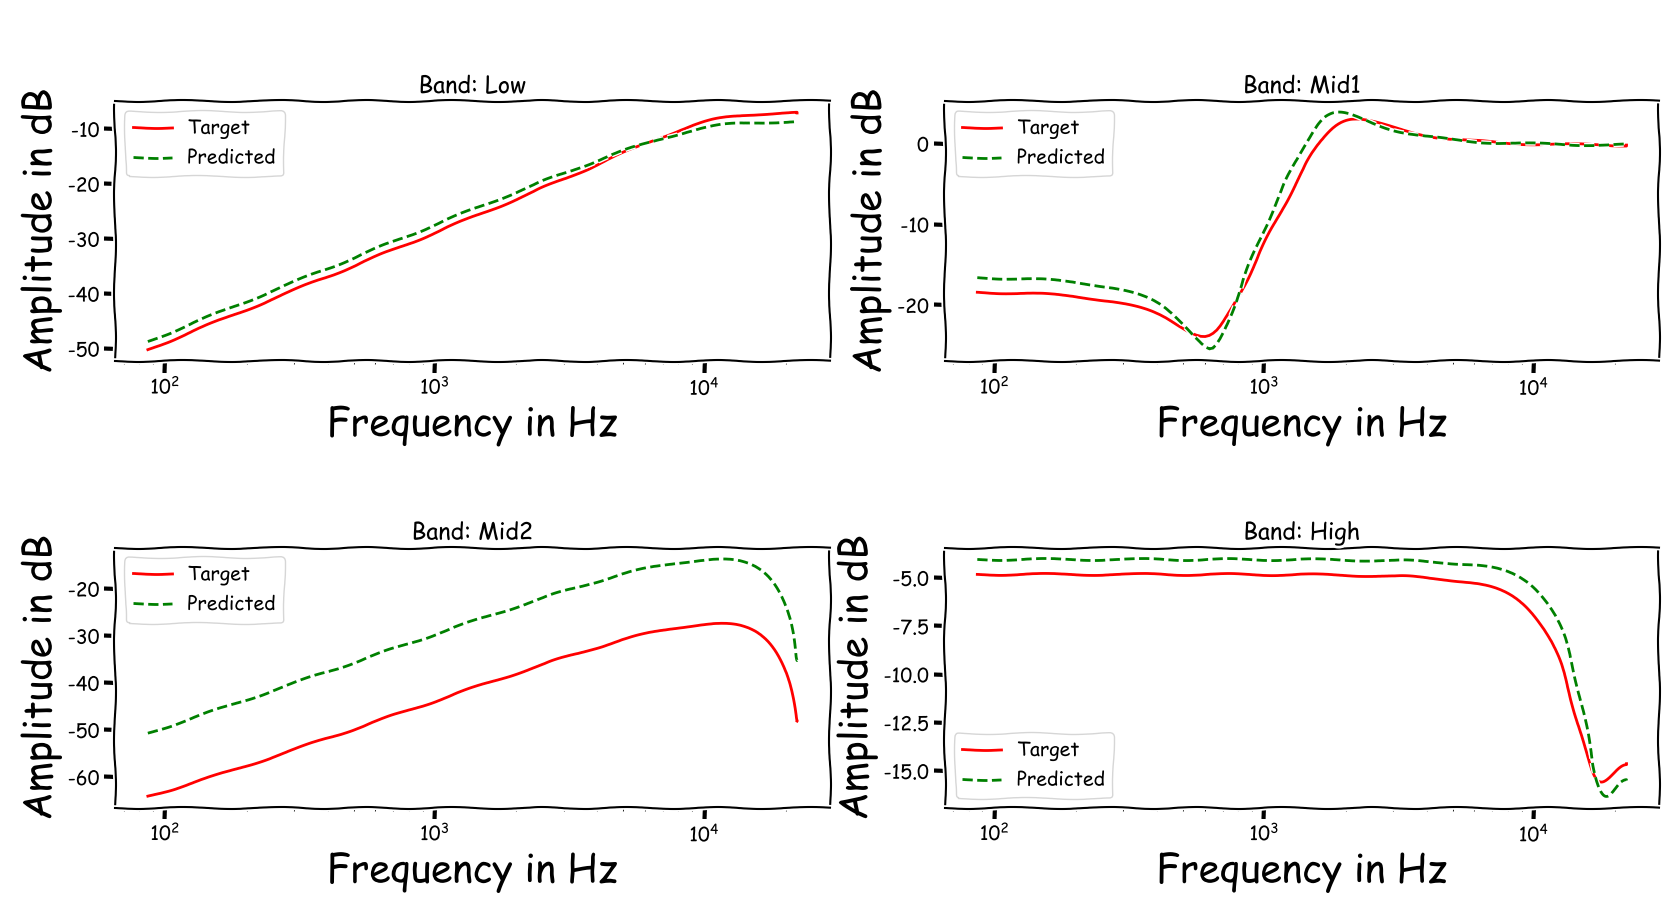 Band: Low
Amplitude in dB
-10
-20
-30
-40
-50
Target
Predicted
10²
10³
10⁴
Frequency in Hz
Band: Mid1
Amplitude in dB
0
-10
-20
Target
Predicted
10²
10³
10⁴
Frequency in Hz
Band: Mid2
Amplitude in dB
-20
-30
-40
-50
-60
Target
Predicted
10²
10³
10⁴
Frequency in Hz
Band: High
Amplitude in dB
-5.0
-7.5
-10.0
-12.5
-15.0
Target
Predicted
10²
10³
10⁴
Frequency in Hz